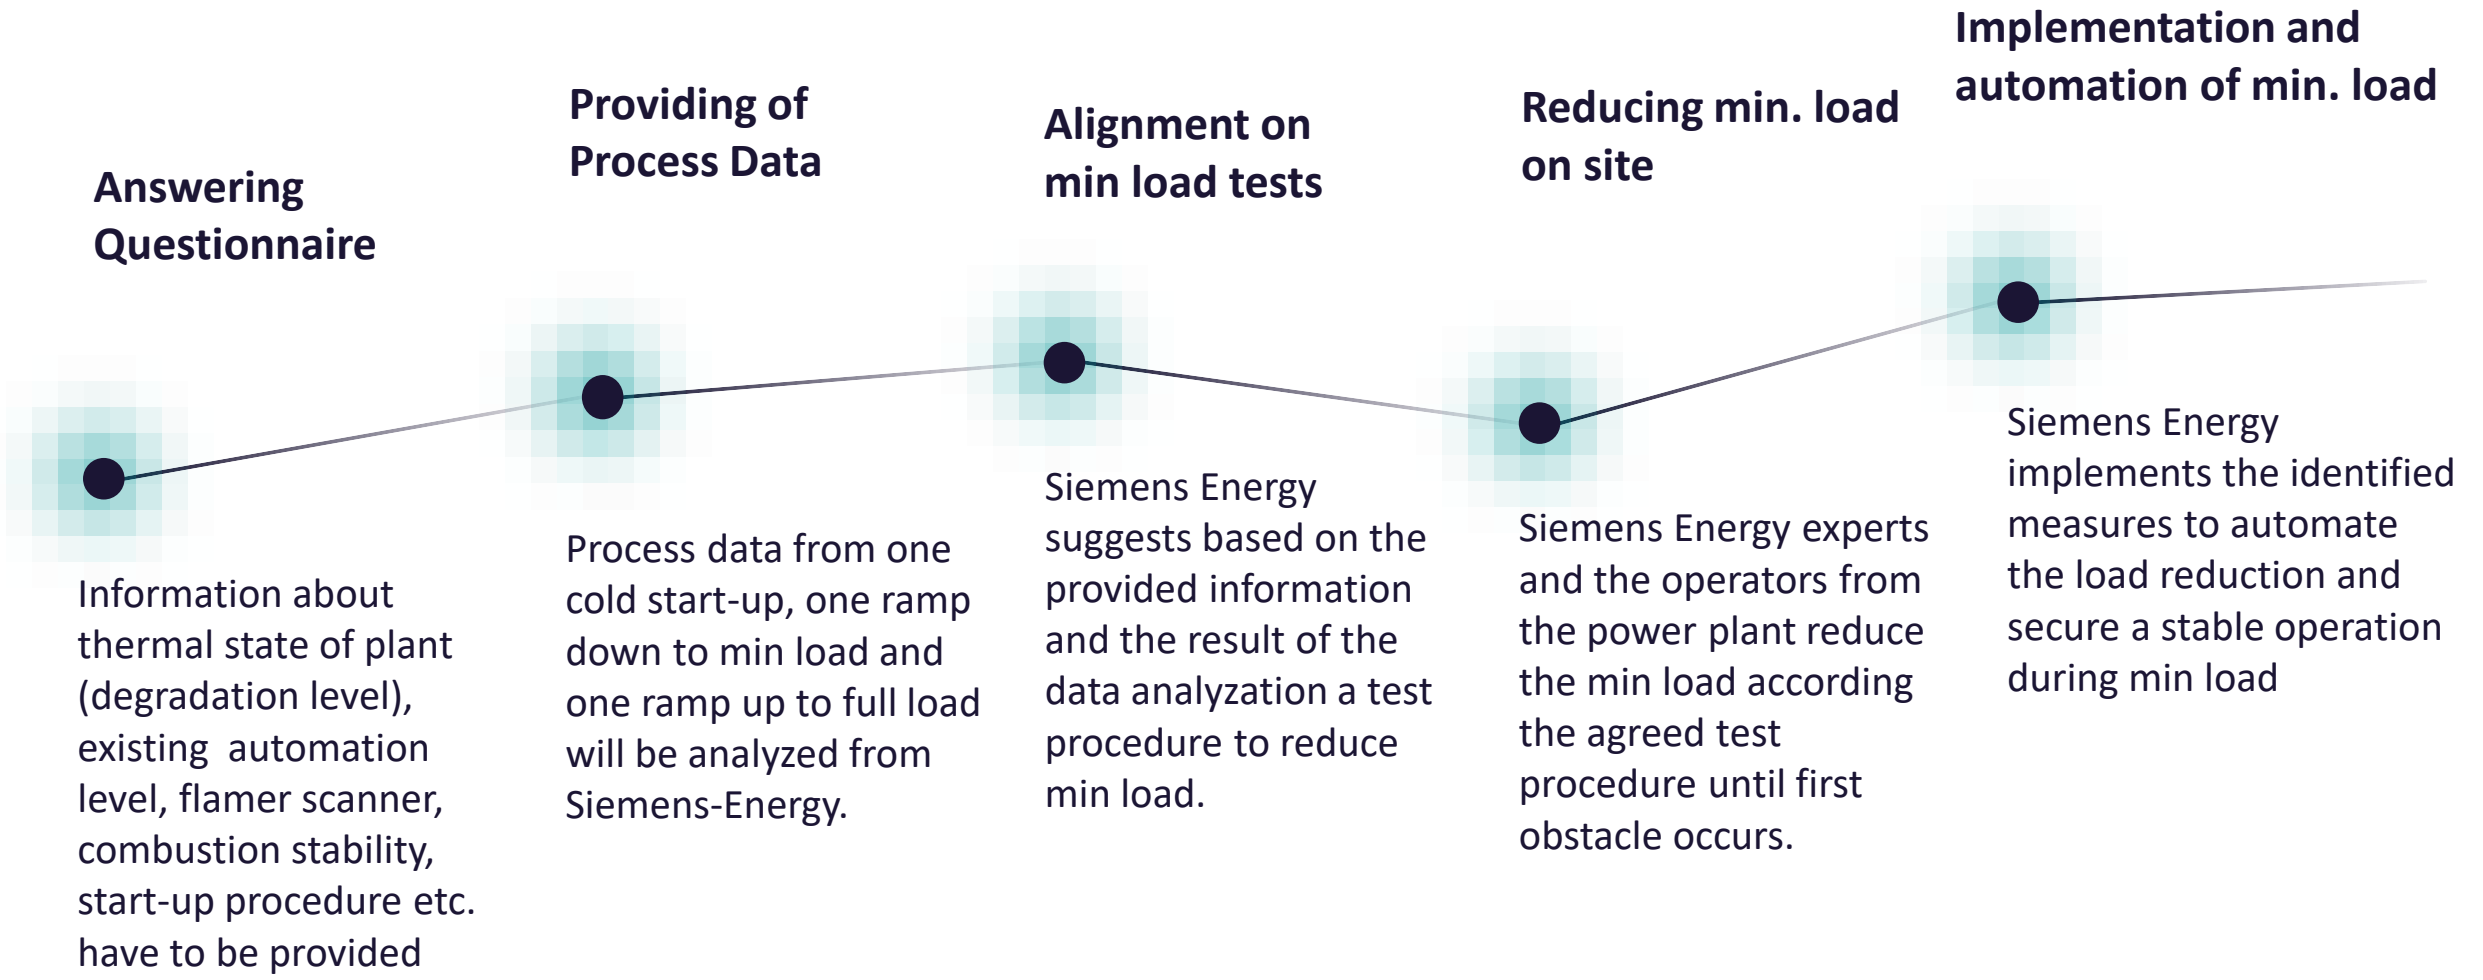 Answering
Questionnaire
Information about
thermal state of plant
(degradation level),
existing  automation
level, flamer scanner,
combustion stability,
start-up procedure etc.
have to be provided
Providing of
Process Data
Process data from one
cold start-up, one ramp
down to min load and
one ramp up to full load
will be analyzed from
Siemens-Energy.
Alignment on
min load tests
Siemens Energy
suggests based on the
provided information
and the result of the
data analyzation a test
procedure to reduce
min load.
Reducing min. load
on site
Siemens Energy experts
and the operators from
the power plant reduce
the min load according
the agreed test
procedure until first
obstacle occurs.
Implementation and
automation of min. load
Siemens Energy
implements the identified
measures to automate
the load reduction and
secure a stable operation
during min load